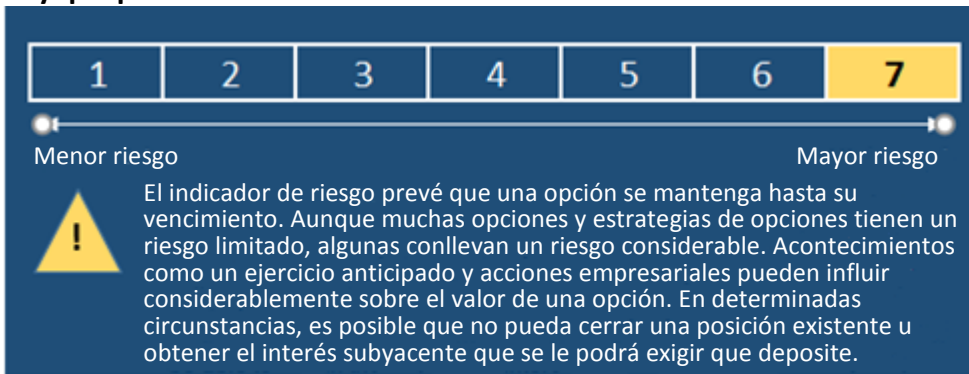 1 2 3 4 5 6 7
Menor riesgo Mayor riesgo
!
El indicador de riesgo prevé que una opción se mantenga hasta su
vencimiento. Aunque muchas opciones y estrategias de opciones tienen un
riesgo limitado, algunas conllevan un riesgo considerable. Acontecimientos
como un ejercicio anticipado y acciones empresariales pueden influir
considerablemente sobre el valor de una opción. En determinadas
circunstancias, es posible que no pueda cerrar una posición existente u
obtener el interés subyacente que se le podrá exigir que deposite.